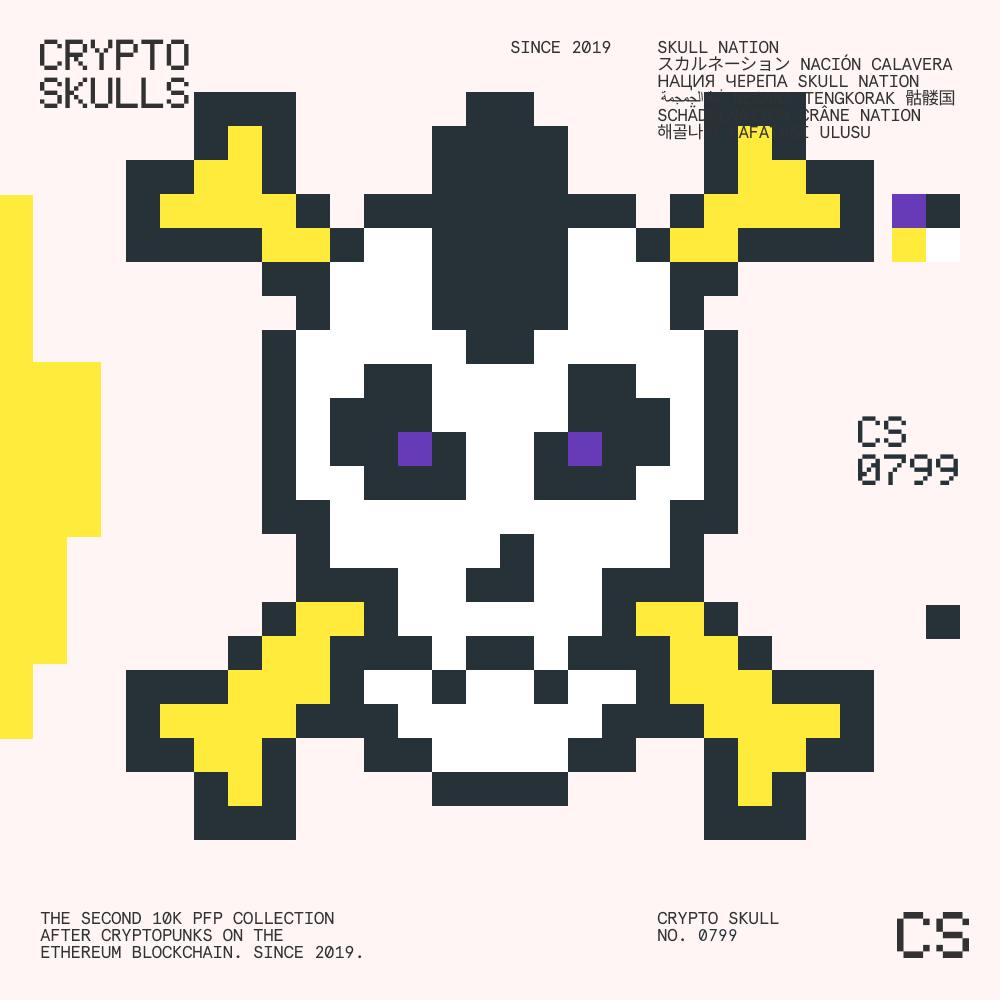 CRYPTO
SKULLS
SINCE 2019
SKULL NATION
スカルネーション NACIÓN CALAVERA
НАЦИЯ ЧЕРЕПА SKULL NATION
الجمجمة TENGKORAK 骷髅国
CRÂNE NATION
ULUSU
CS
0799
THE SECOND 10K PFP COLLECTION
AFTER CRYPTOPUNKS ON THE
ETHEREUM BLOCKCHAIN. SINCE 2019.
CRYPTO SKULL
NO. 0799
CS